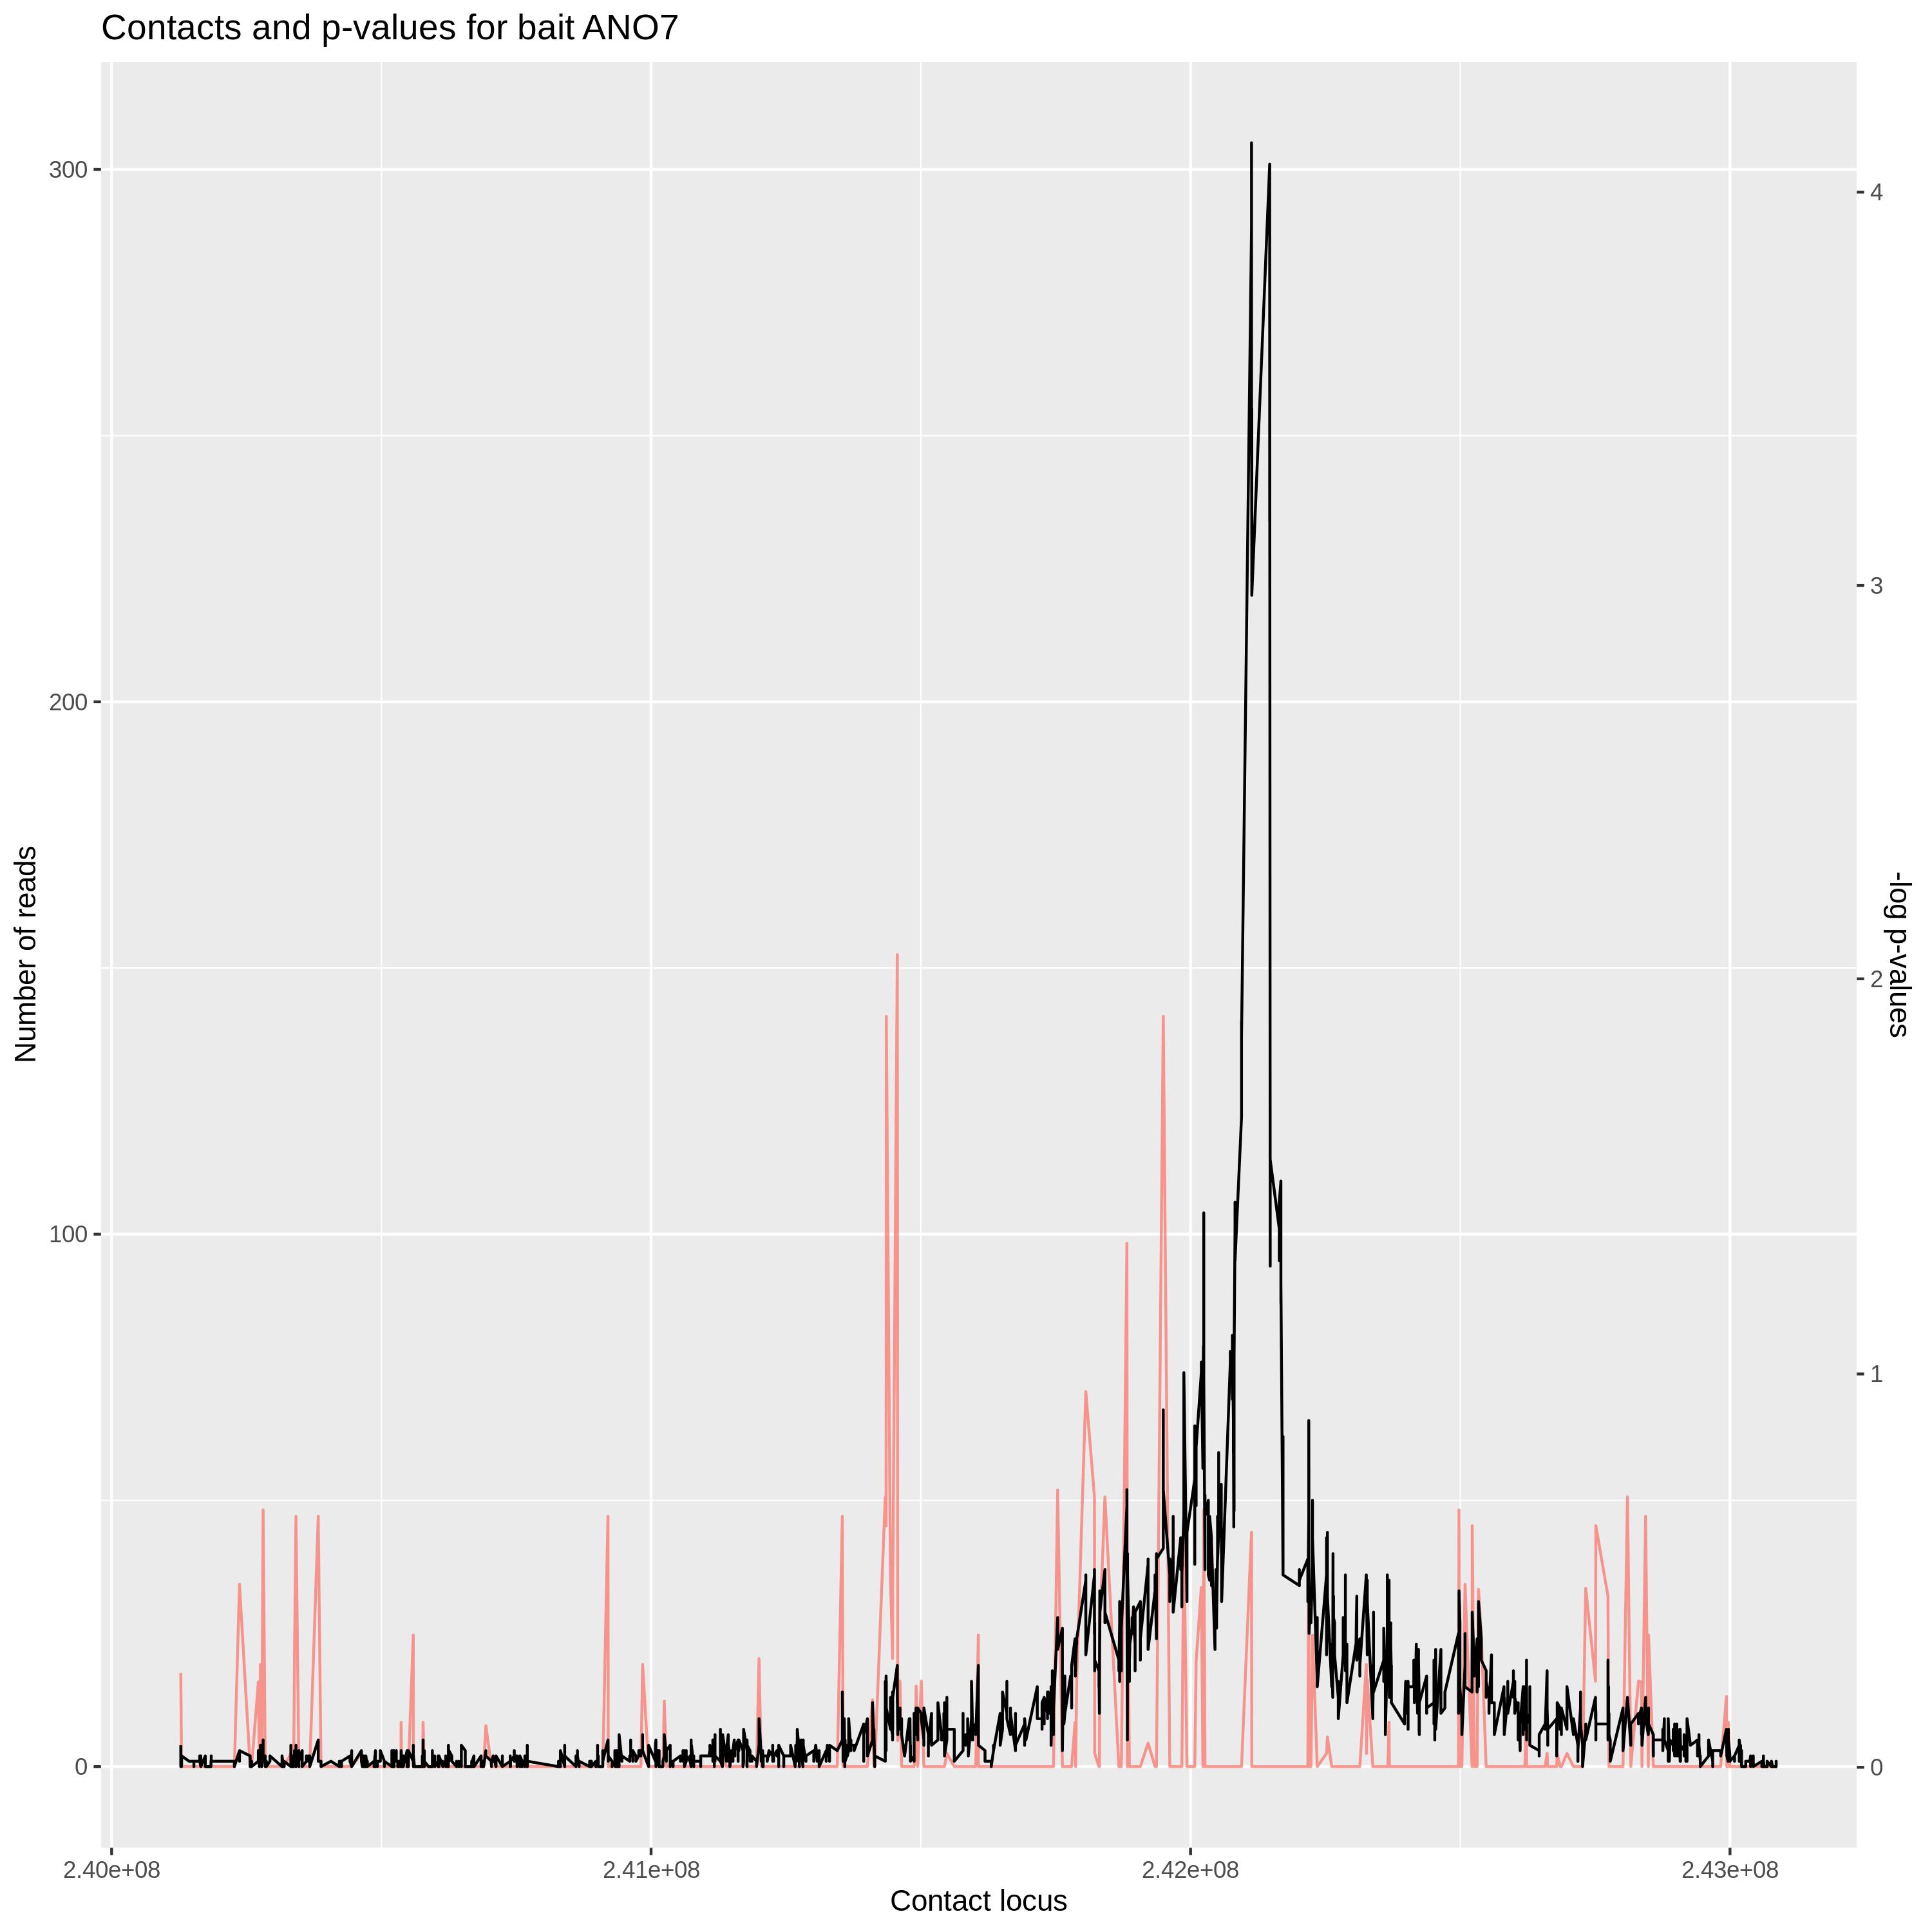 Contacts and p-values for bait ANO7
300
200
100
0
Number of reads
4
3
2
1
0
-log p-values
2.40e+08
2.41e+08
2.42e+08
2.43e+08
Contact locus